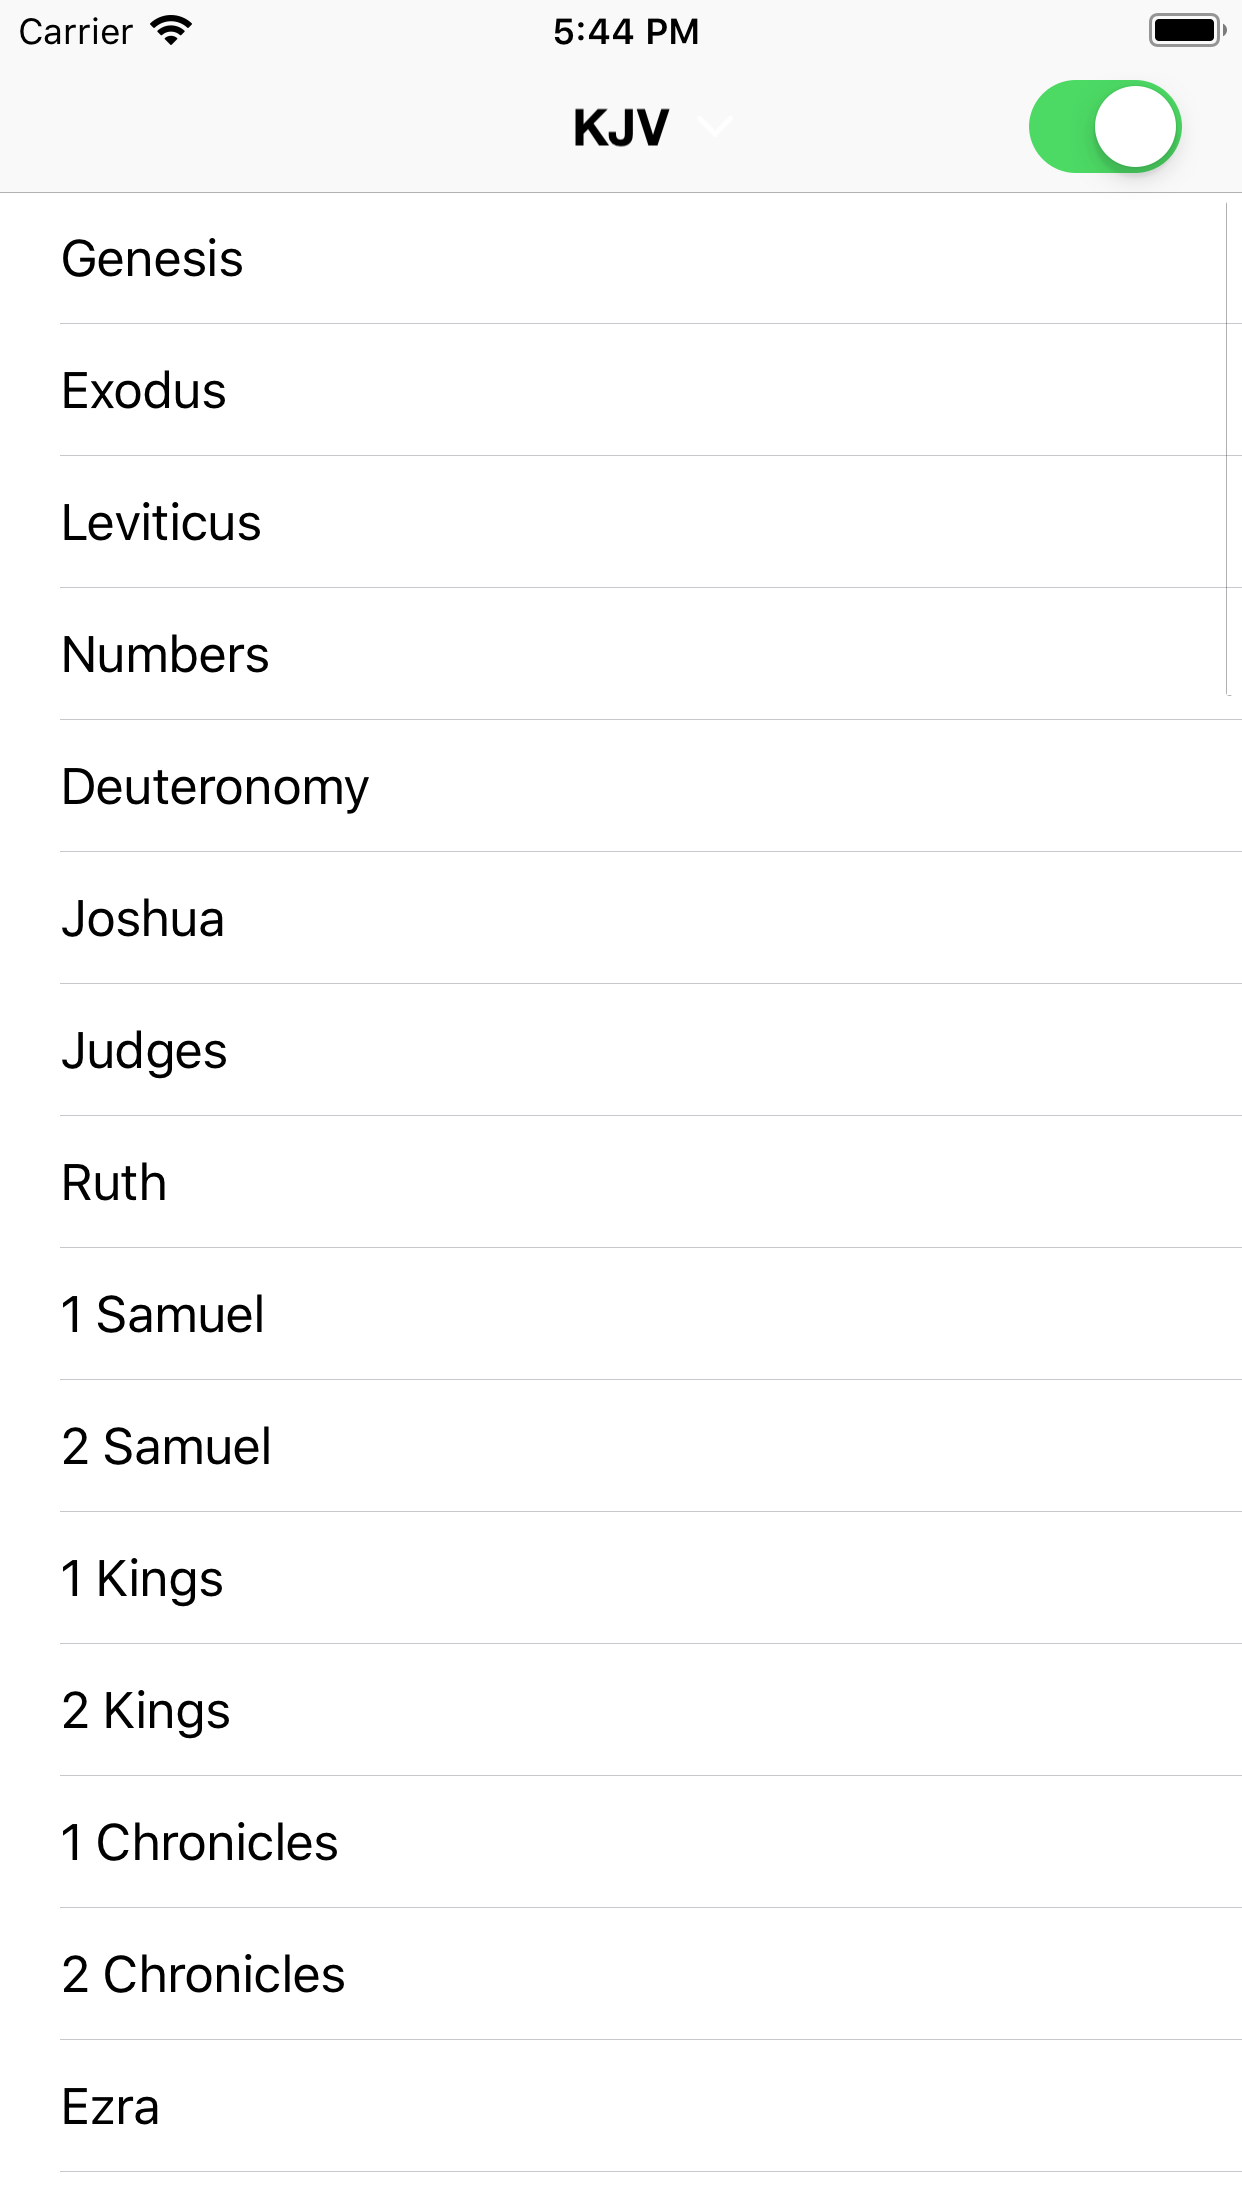 Carrier 5:44 PM
KJV
Genesis
Exodus
Leviticus
Numbers
Deuteronomy
Joshua
Judges
Ruth
1 Samuel
2 Samuel
1 Kings
2 Kings
1 Chronicles
2 Chronicles
Ezra